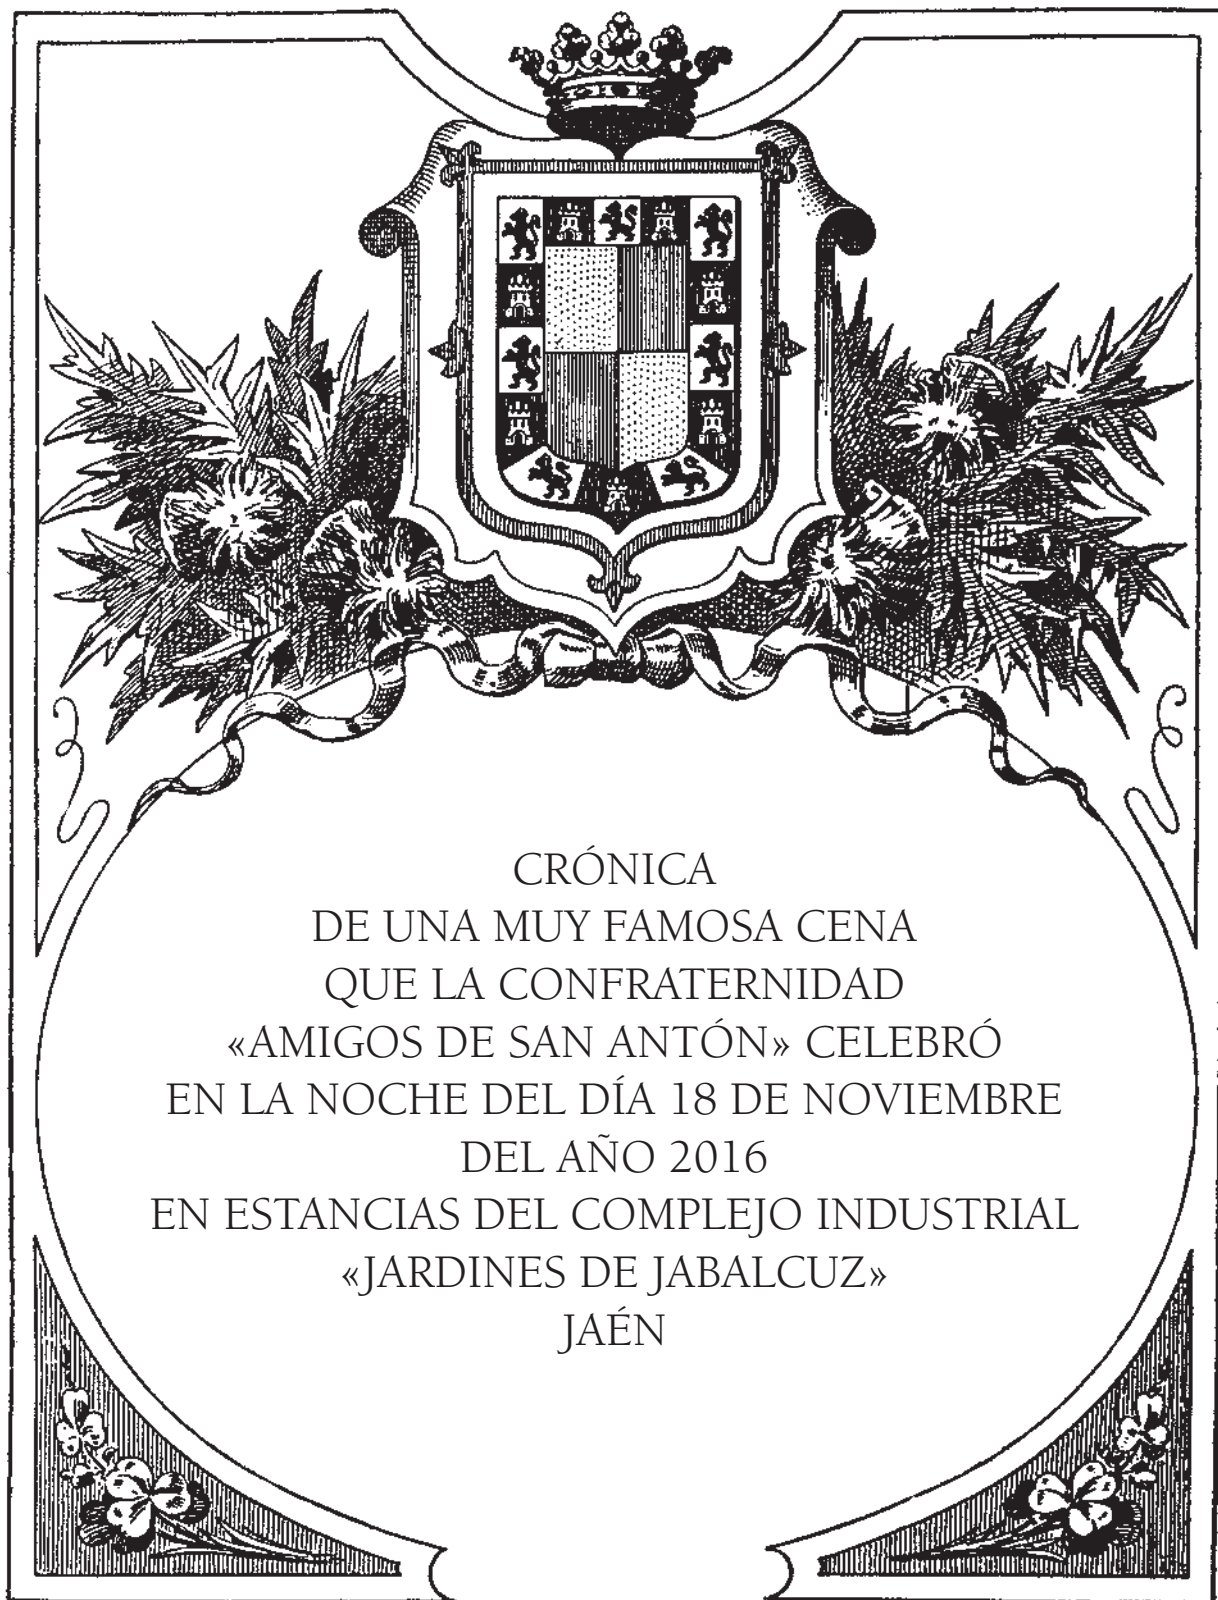 CRÓNICA
DE UNA MUY FAMOSA CENA
QUE LA CONFRATERNIDAD
«AMIGOS DE SAN ANTÓN» CELEBRÓ
EN LA NOCHE DEL DÍA 18 DE NOVIEMBRE
DEL AÑO 2016
EN ESTANCIAS DEL COMPLEJO INDUSTRIAL
«JARDINES DE JABALCUZ»
JAÉN